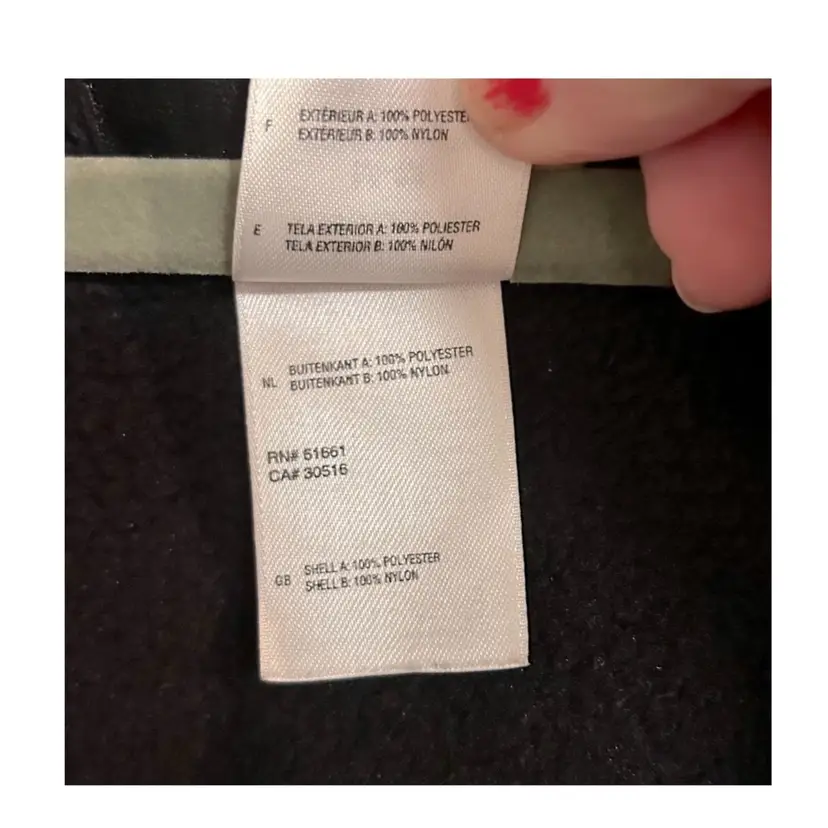 F EXTÉRIEUR A: 100% POLYESTE
EXTÉRIEUR B: 100% NYLON
E TELA EXTERIOR A: 100% POLIESTER
TELA EXTERIOR B: 100% NILÓN
NL BUITENKANT A: 100% POLYESTER
BUITENKANT B: 100% NYLON
RN# 61661
CA# 30516
GB SHELL A: 100% POLYESTER
SHELL B: 100% NYLON